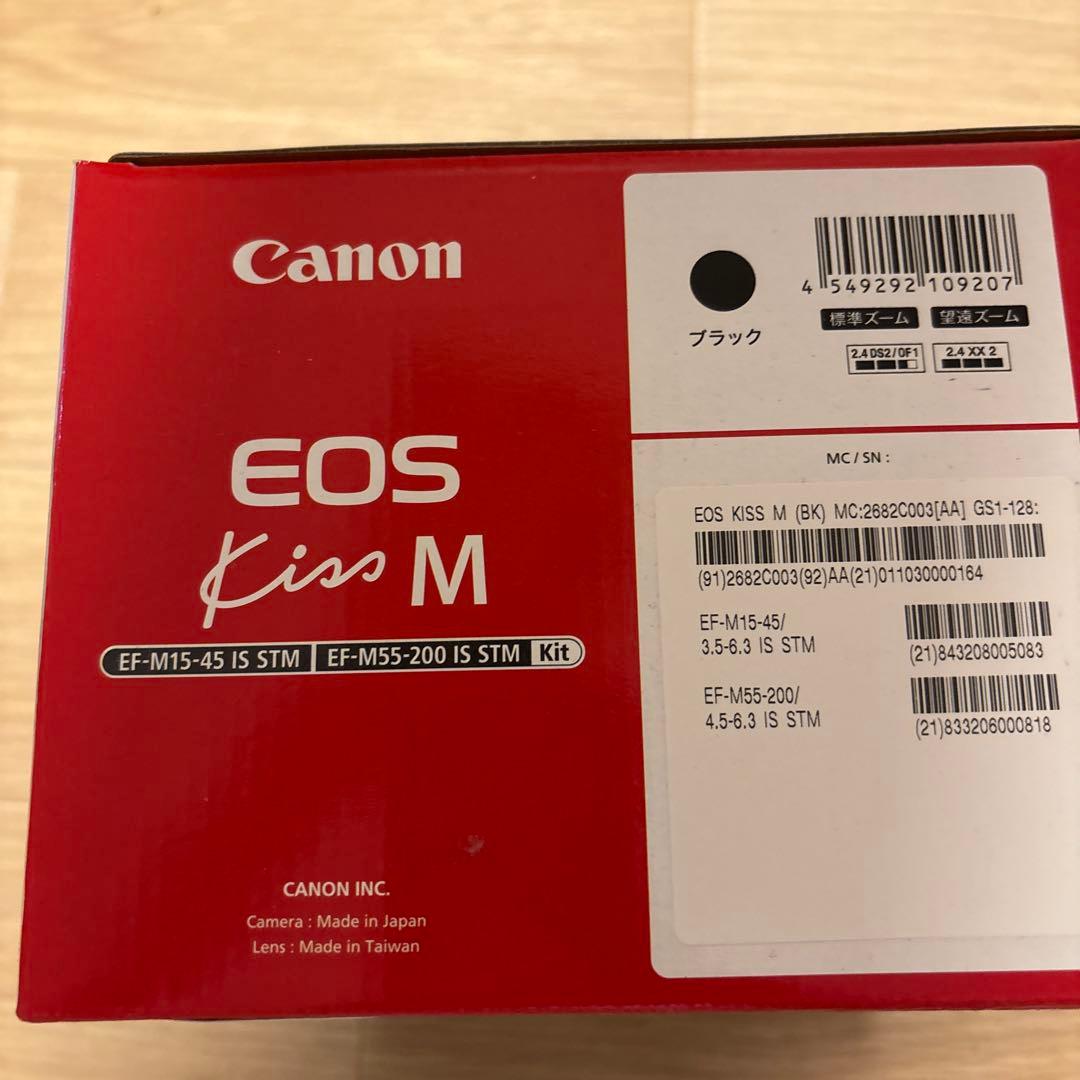 Canon
EOS
Kiss M
EF-M15-45 IS STM | EF-M55-200 IS STM Kit
CANON INC.
Camera : Made in Japan
Lens : Made in Taiwan
ブラック
4 549292 109207
標準ズーム 望遠ズーム
2.4 DS2/0F1 2.4 XX 2
MC / SN :
EOS KISS M (BK) MC:2682C003[AA] GS1-128:
(91)2682C003(92)AA(21)011030000164
EF-M15-45/
3.5-6.3 IS STM
(21)843208005083
EF-M55-200/
4.5-6.3 IS STM
(21)833206000818